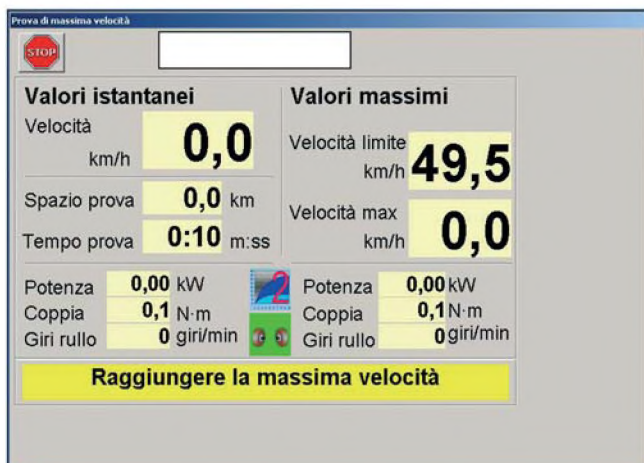 Prova di massima velocità
STOP
Valori istantanei
Velocità
km/h
0,0
Spazio prova
0,0 km
Tempo prova
0:10 m:ss
Potenza
0,00 kW
Coppia
0,1 N·m
Giri rullo
0 giri/min
Valori massimi
Velocità limite
km/h
49,5
Velocità max
km/h
0,0
2
Potenza
0,00 kW
Coppia
0,1 N·m
Giri rullo
0 giri/min
Raggiungere la massima velocità